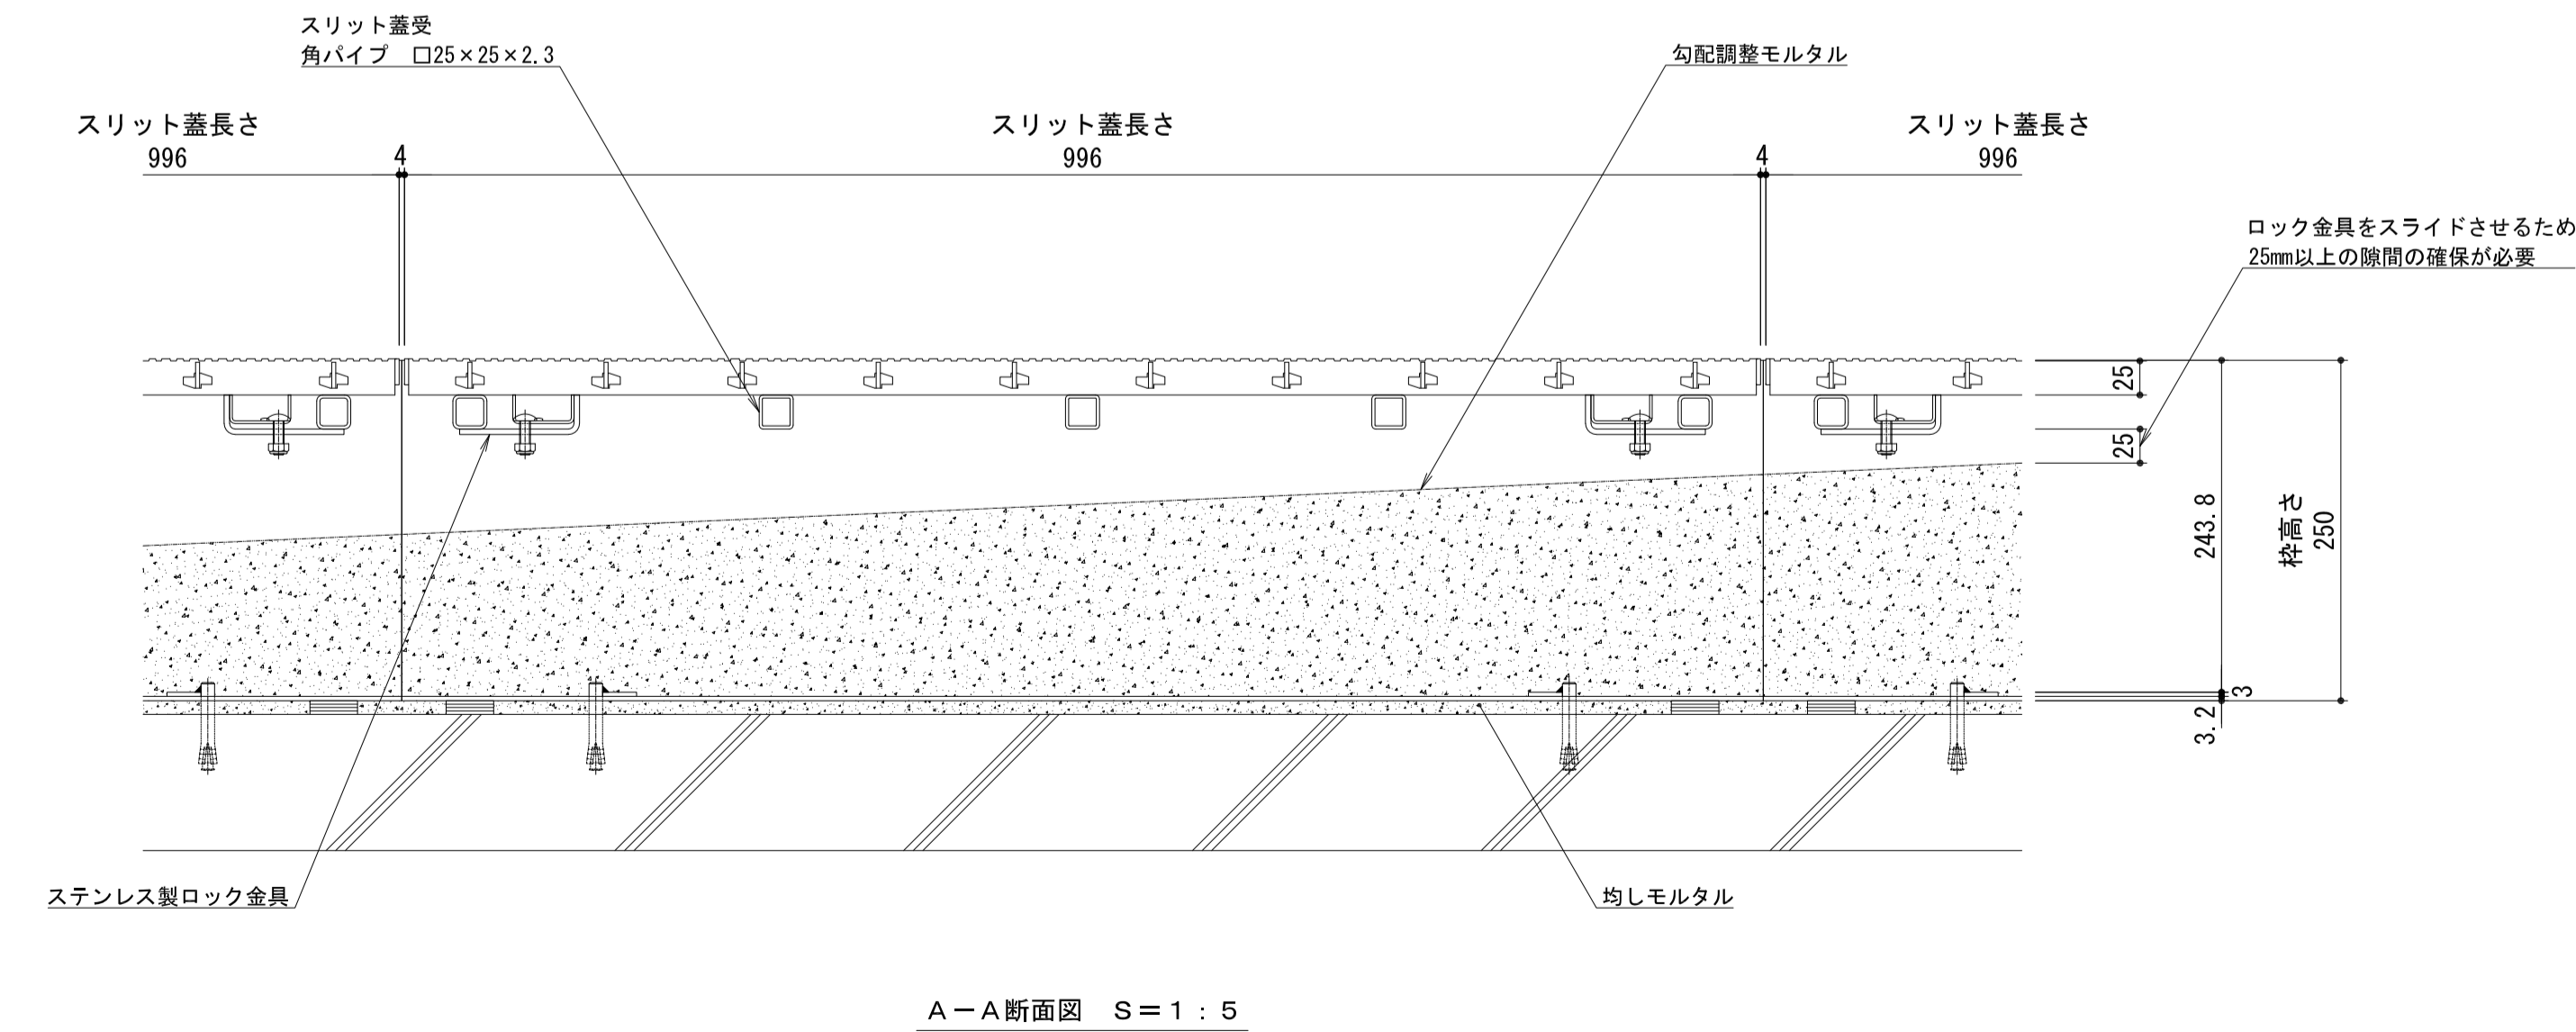 スリット蓋受
角パイプ　□25×25×2.3
勾配調整モルタル
スリット蓋長さ
996
4
スリット蓋長さ
996
4
スリット蓋長さ
996
ロック金具をスライドさせるため
25mm以上の隙間の確保が必要
25
25
243.8
枠高さ
250
3
3.2
ステンレス製ロック金具
均しモルタル
A－A断面図　S＝1：5